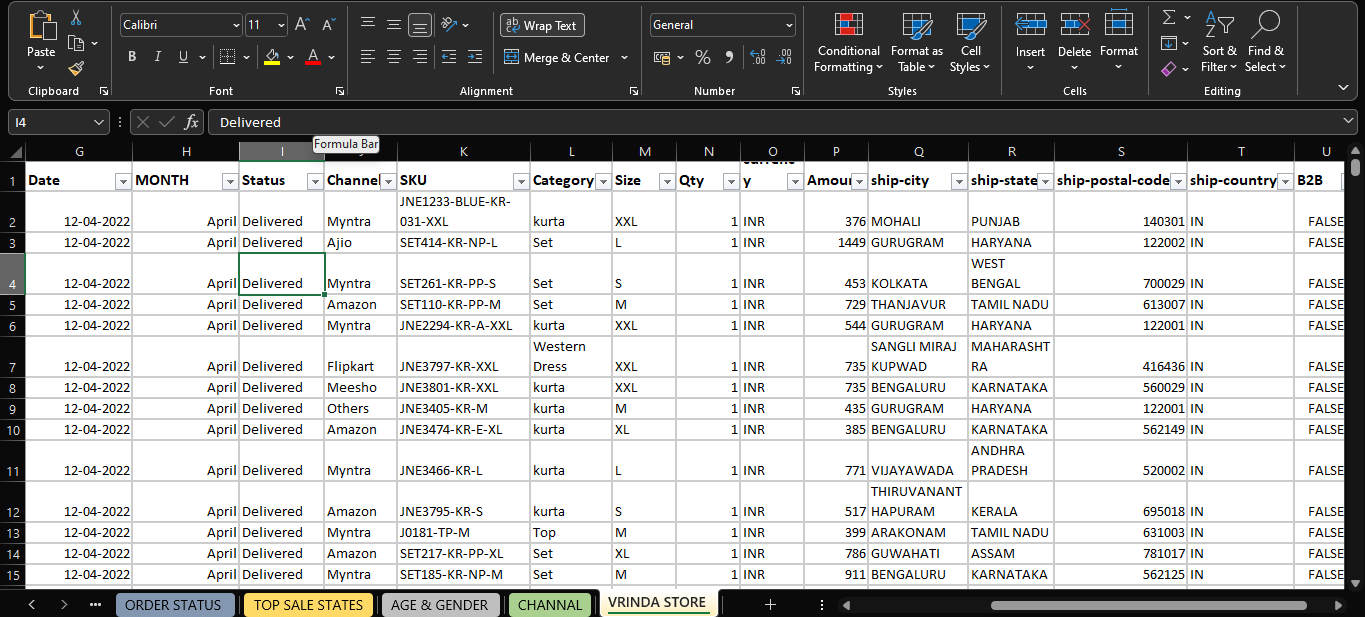 Paste
Clipboard
Calibri 11 A A
B I U A
Font
Wrap Text
Merge & Center
Alignment
General
% 9
Number
Conditional Formatting
Format as Table
Cell Styles
Styles
Insert
Delete
Format
Cells
Sort & Filter
Find & Select
Editing
I4 fx Delivered
Formula Bar
G H I K L M N O P Q R S T U
1 Date MONTH Status Channel SKU Category Size Qty y Amour ship-city ship-state ship-postal-code ship-country B2B
2 12-04-2022 April Delivered Myntra JNE1233-BLUE-KR-031-XXL kurta XXL 1 INR 376 MOHALI PUNJAB 140301 IN FALSE
3 12-04-2022 April Delivered Ajio SET414-KR-NP-L Set L 1 INR 1449 GURUGRAM HARYANA 122002 IN FALSE
4 12-04-2022 April Delivered Myntra SET261-KR-PP-S Set S 1 INR 453 KOLKATA WEST BENGAL 700029 IN FALSE
5 12-04-2022 April Delivered Amazon SET110-KR-PP-M Set M 1 INR 729 THANJAVUR TAMIL NADU 613007 IN FALSE
6 12-04-2022 April Delivered Myntra JNE2294-KR-A-XXL kurta XXL 1 INR 544 GURUGRAM HARYANA 122001 IN FALSE
7 12-04-2022 April Delivered Flipkart JNE3797-KR-XXL Western Dress XXL 1 INR 735 SANGLI MIRAJ KUPWAD MAHARASHTRA 416436 IN FALSE
8 12-04-2022 April Delivered Meesho JNE3801-KR-XXL kurta XXL 1 INR 735 BENGALURU KARNATAKA 560029 IN FALSE
9 12-04-2022 April Delivered Others JNE3405-KR-M kurta M 1 INR 435 GURUGRAM HARYANA 122001 IN FALSE
10 12-04-2022 April Delivered Amazon JNE3474-KR-E-XL kurta XL 1 INR 385 BENGALURU KARNATAKA 562149 IN FALSE
11 12-04-2022 April Delivered Myntra JNE3466-KR-L kurta L 1 INR 771 VIJAYAWADA ANDHRA PRADESH 520002 IN FALSE
12 12-04-2022 April Delivered Amazon JNE3795-KR-S kurta S 1 INR 517 THIRUVANANTHAPURAM KERALA 695018 IN FALSE
13 12-04-2022 April Delivered Myntra J0181-TP-M Top M 1 INR 399 ARAKONAM TAMIL NADU 631003 IN FALSE
14 12-04-2022 April Delivered Amazon SET217-KR-PP-XL Set XL 1 INR 786 GUWAHATI ASSAM 781017 IN FALSE
15 12-04-2022 April Delivered Myntra SET185-KR-NP-M Set M 1 INR 911 BENGALURU KARNATAKA 562125 IN FALSE
ORDER STATUS TOP SALE STATES AGE & GENDER CHANNAL VRINDA STORE